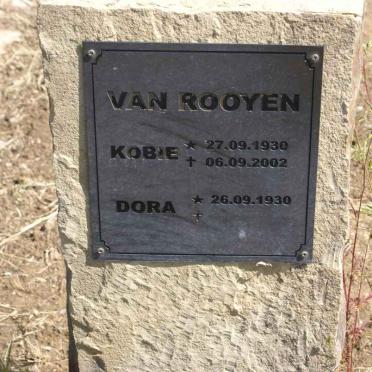 VAN ROOYEN
KOBIE ★ 27.09.1930
✝ 06.09.2002
DORA ★ 26.09.1930
✝